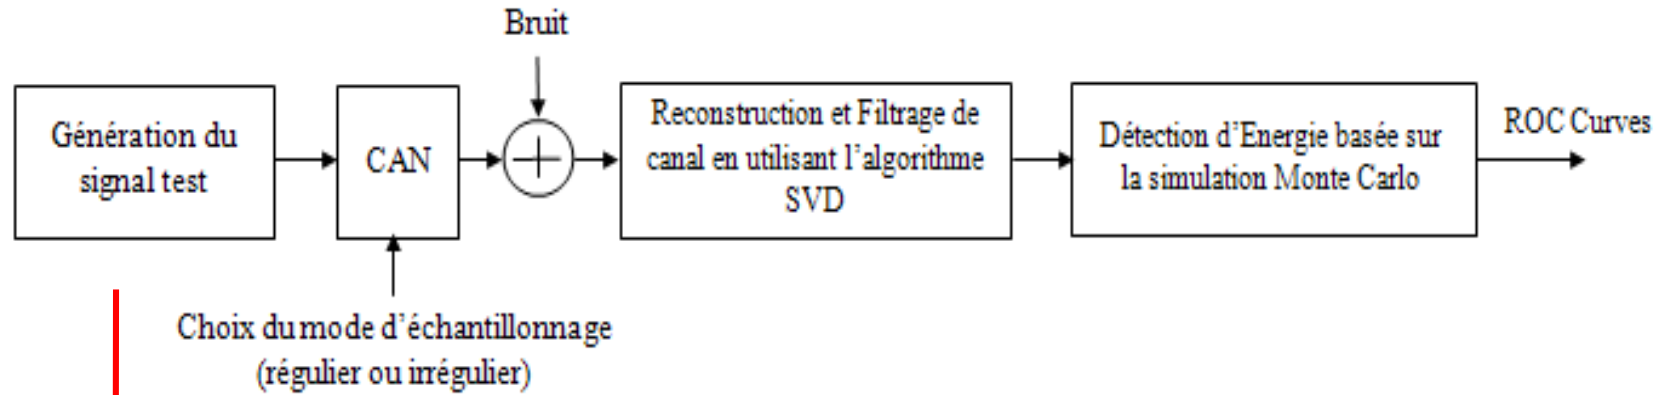 Bruit
Génération du
signal test
CAN
Reconstruction et Filtrage de
canal en utilisant l'algorithme
SVD
Détection d'Energie basée sur
la simulation Monte Carlo
ROC Curves
Choix du mode d'échantillonnage
(régulier ou irrégulier)